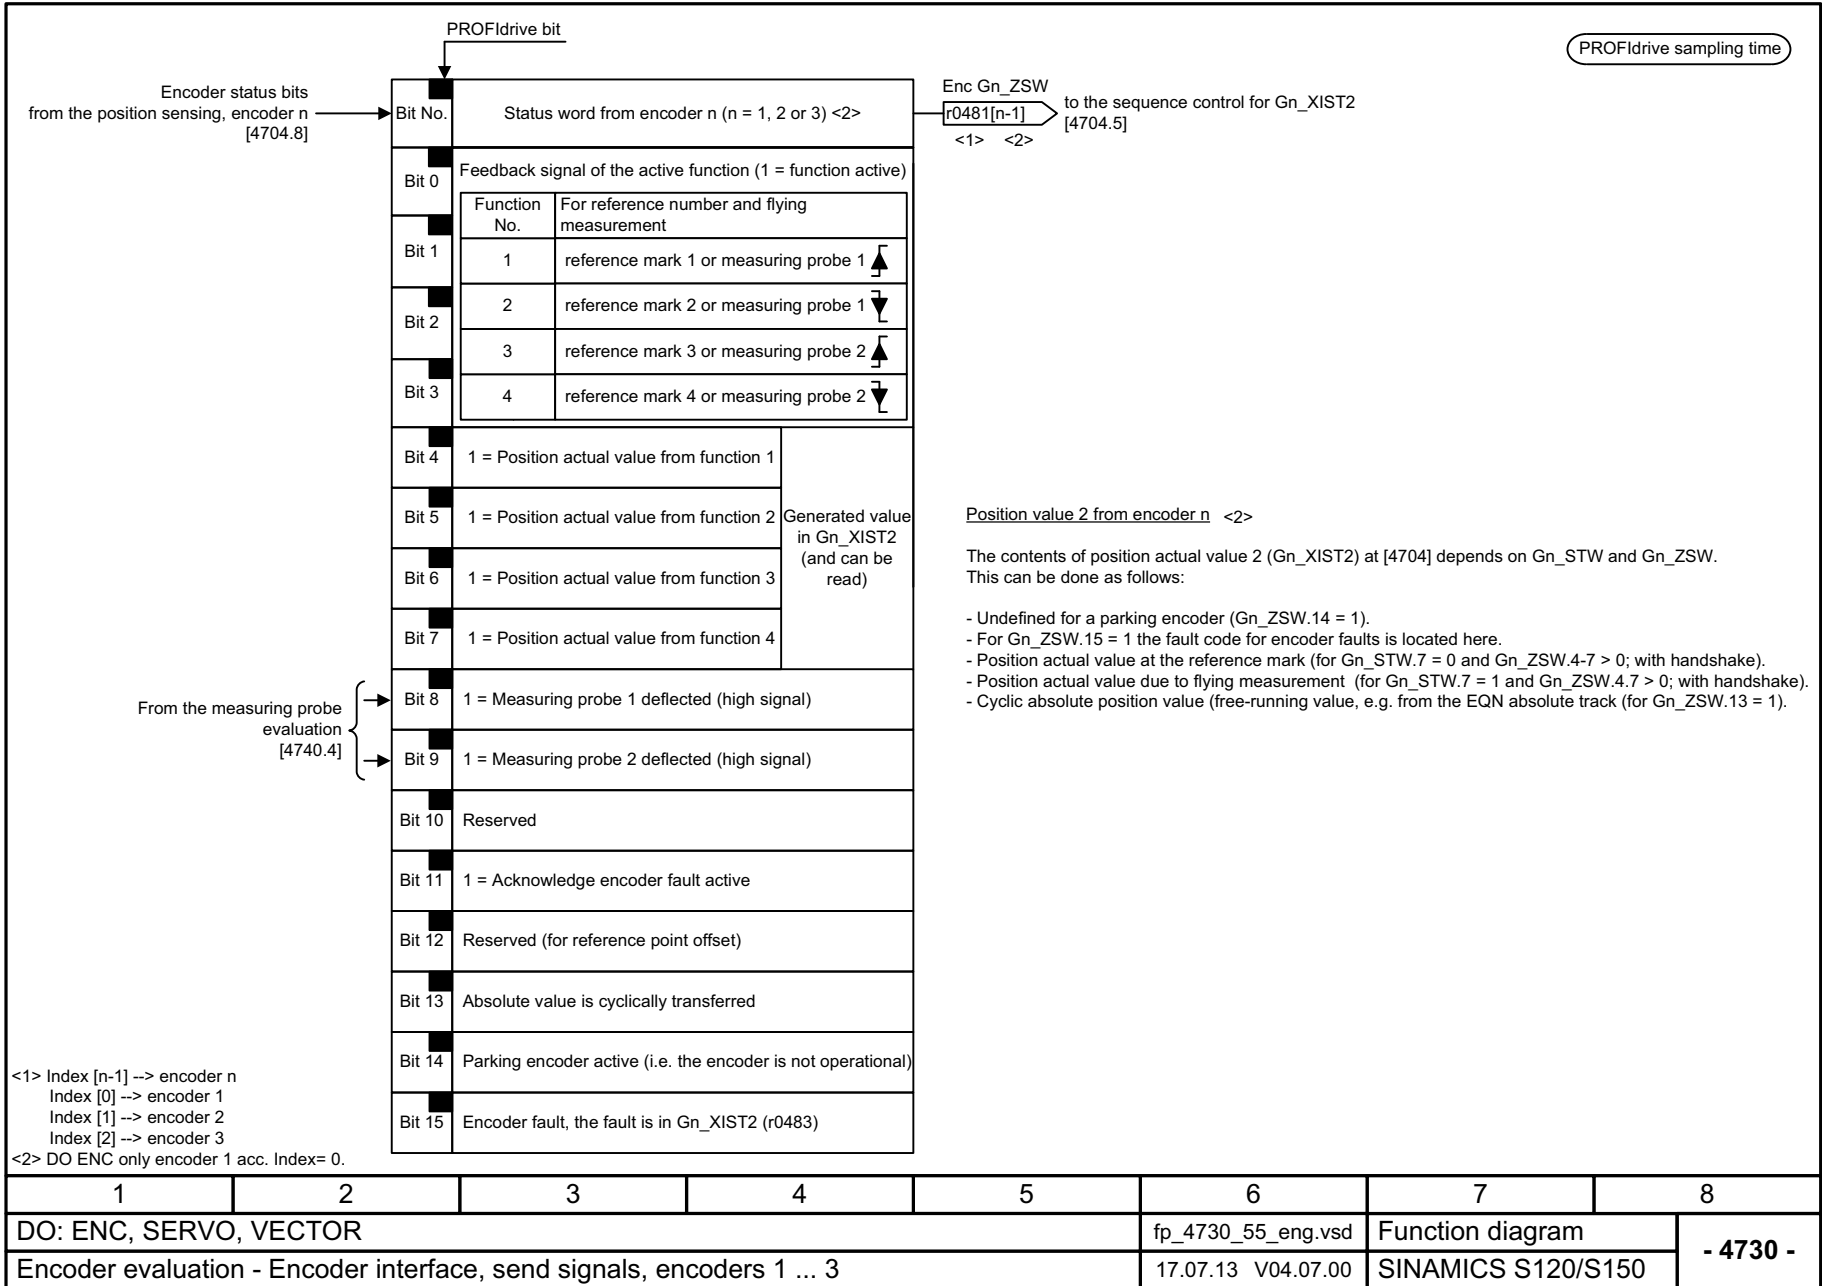 PROFIdrive bit
PROFIdrive sampling time
Encoder status bits
from the position sensing, encoder n
[4704.8]
Bit No.
Status word from encoder n (n = 1, 2 or 3) <2>
Enc Gn_ZSW
r0481[n-1]
<1> <2>
to the sequence control for Gn_XIST2
[4704.5]
Bit 0
Feedback signal of the active function (1 = function active)
Function
No.
For reference number and flying
measurement
Bit 1
1
reference mark 1 or measuring probe 1
Bit 2
2
reference mark 2 or measuring probe 1
3
reference mark 3 or measuring probe 2
Bit 3
4
reference mark 4 or measuring probe 2
Bit 4
1 = Position actual value from function 1
Bit 5
1 = Position actual value from function 2
Generated value
in Gn_XIST2
(and can be
read)
Bit 6
1 = Position actual value from function 3
Bit 7
1 = Position actual value from function 4
Position value 2 from encoder n <2>
The contents of position actual value 2 (Gn_XIST2) at [4704] depends on Gn_STW and Gn_ZSW.
This can be done as follows:
- Undefined for a parking encoder (Gn_ZSW.14 = 1).
- For Gn_ZSW.15 = 1 the fault code for encoder faults is located here.
- Position actual value at the reference mark (for Gn_STW.7 = 0 and Gn_ZSW.4-7 > 0; with handshake).
- Position actual value due to flying measurement (for Gn_STW.7 = 1 and Gn_ZSW.4.7 > 0; with handshake).
- Cyclic absolute position value (free-running value, e.g. from the EQN absolute track (for Gn_ZSW.13 = 1).
From the measuring probe
evaluation
[4740.4]
Bit 8
1 = Measuring probe 1 deflected (high signal)
Bit 9
1 = Measuring probe 2 deflected (high signal)
Bit 10
Reserved
Bit 11
1 = Acknowledge encoder fault active
Bit 12
Reserved (for reference point offset)
Bit 13
Absolute value is cyclically transferred
Bit 14
Parking encoder active (i.e. the encoder is not operational)
Bit 15
Encoder fault, the fault is in Gn_XIST2 (r0483)
<1> Index [n-1] --> encoder n
Index [0] --> encoder 1
Index [1] --> encoder 2
Index [2] --> encoder 3
<2> DO ENC only encoder 1 acc. Index= 0.
1 2 3 4 5 6 7 8
DO: ENC, SERVO, VECTOR
fp_4730_55_eng.vsd
Function diagram
- 4730 -
Encoder evaluation - Encoder interface, send signals, encoders 1 ... 3
17.07.13 V04.07.00
SINAMICS S120/S150